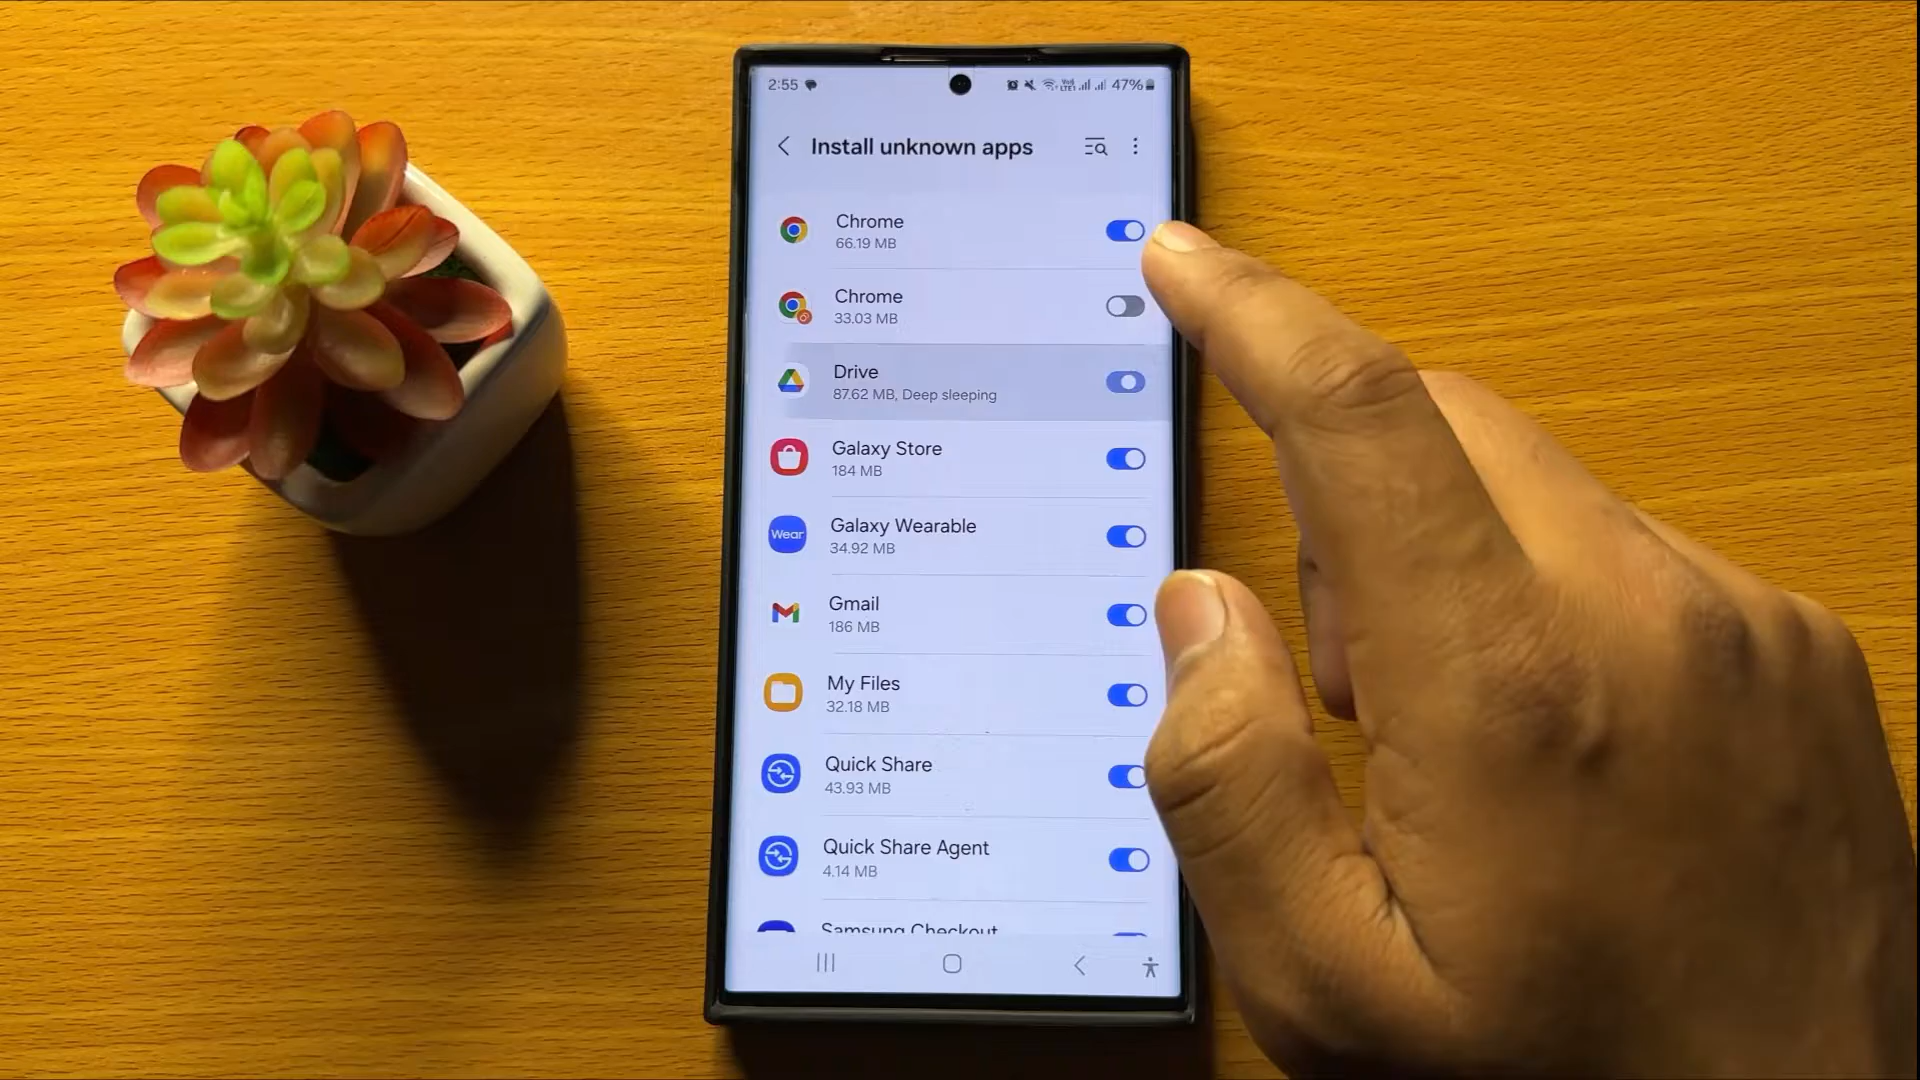 2:55 47%
Install unknown apps
Chrome
66.19 MB
Chrome
33.03 MB
Drive
87.62 MB, Deep sleeping
Galaxy Store
184 MB
Wear
Galaxy Wearable
34.92 MB
Gmail
186 MB
My Files
32.18 MB
Quick Share
43.93 MB
Quick Share Agent
4.14 MB
Samsung Checkout